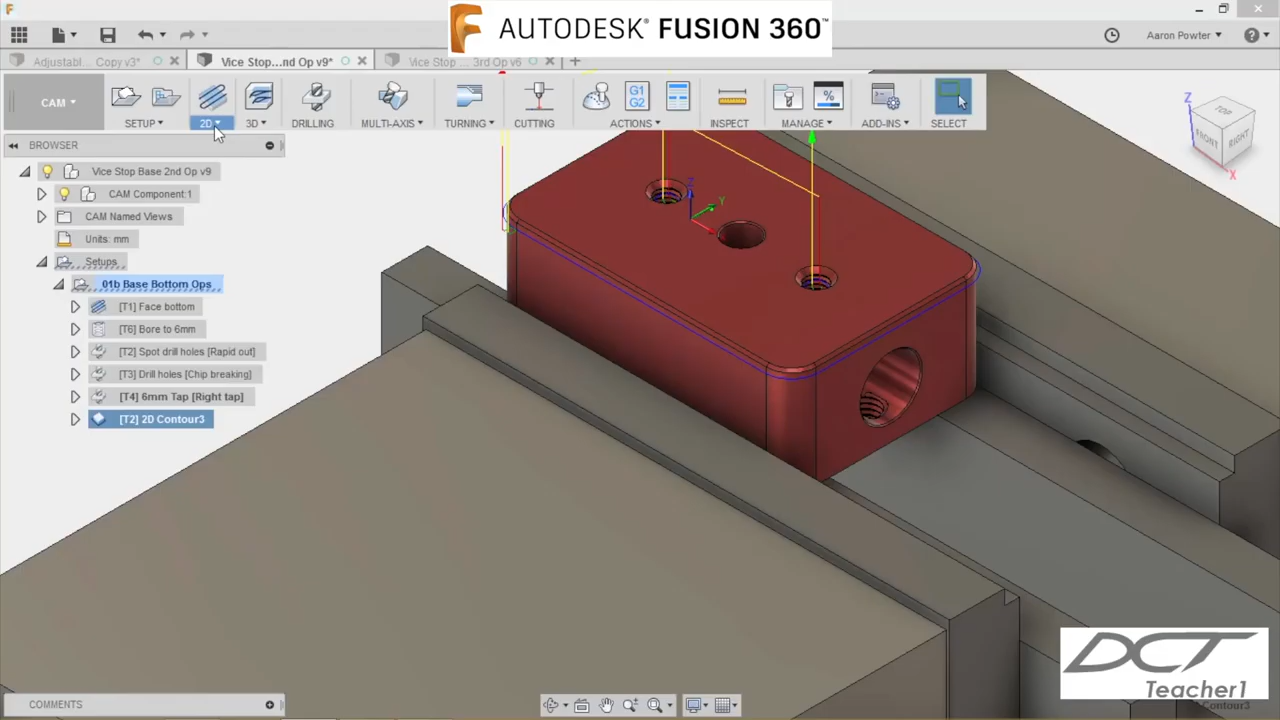 AUTODESK® FUSION 360™
Aaron Powter
Adjustabl... Copy v3*
Vice Stop...nd Op v9*
Vice Stop ... 3rd Op v6
CAM
SETUP
2D
3D
DRILLING
MULTI-AXIS
TURNING
CUTTING
G1
G2
ACTIONS
INSPECT
%
MANAGE
ADD-INS
SELECT
BROWSER
Vice Stop Base 2nd Op v9
CAM Component:1
CAM Named Views
Units: mm
Setups
01b Base Bottom Ops
[T1] Face bottom
[T6] Bore to 6mm
[T2] Spot drill holes [Rapid out]
[T3] Drill holes [Chip breaking]
[T4] 6mm Tap [Right tap]
[T2] 2D Contour3
Z
Y
Z
TOP
FRONT
RIGHT
X
DCT
Teacher1
Contour3
COMMENTS